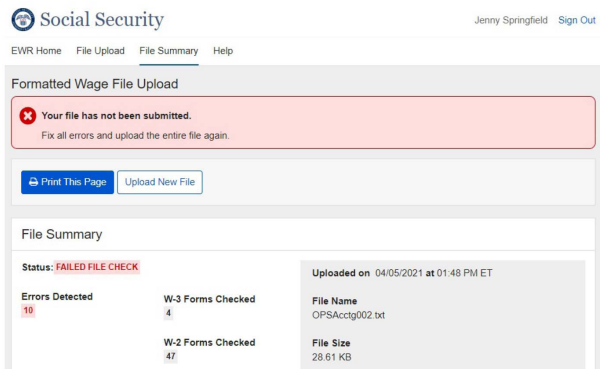 Social Security
Jenny Springfield Sign Out
EWR Home File Upload File Summary Help
Formatted Wage File Upload
Your file has not been submitted.
Fix all errors and upload the entire file again.
Print This Page Upload New File
File Summary
Status: FAILED FILE CHECK
Errors Detected
10
W-3 Forms Checked
4
W-2 Forms Checked
47
Uploaded on 04/05/2021 at 01:48 PM ET
File Name
OPSAcctg002.txt
File Size
28.61 KB